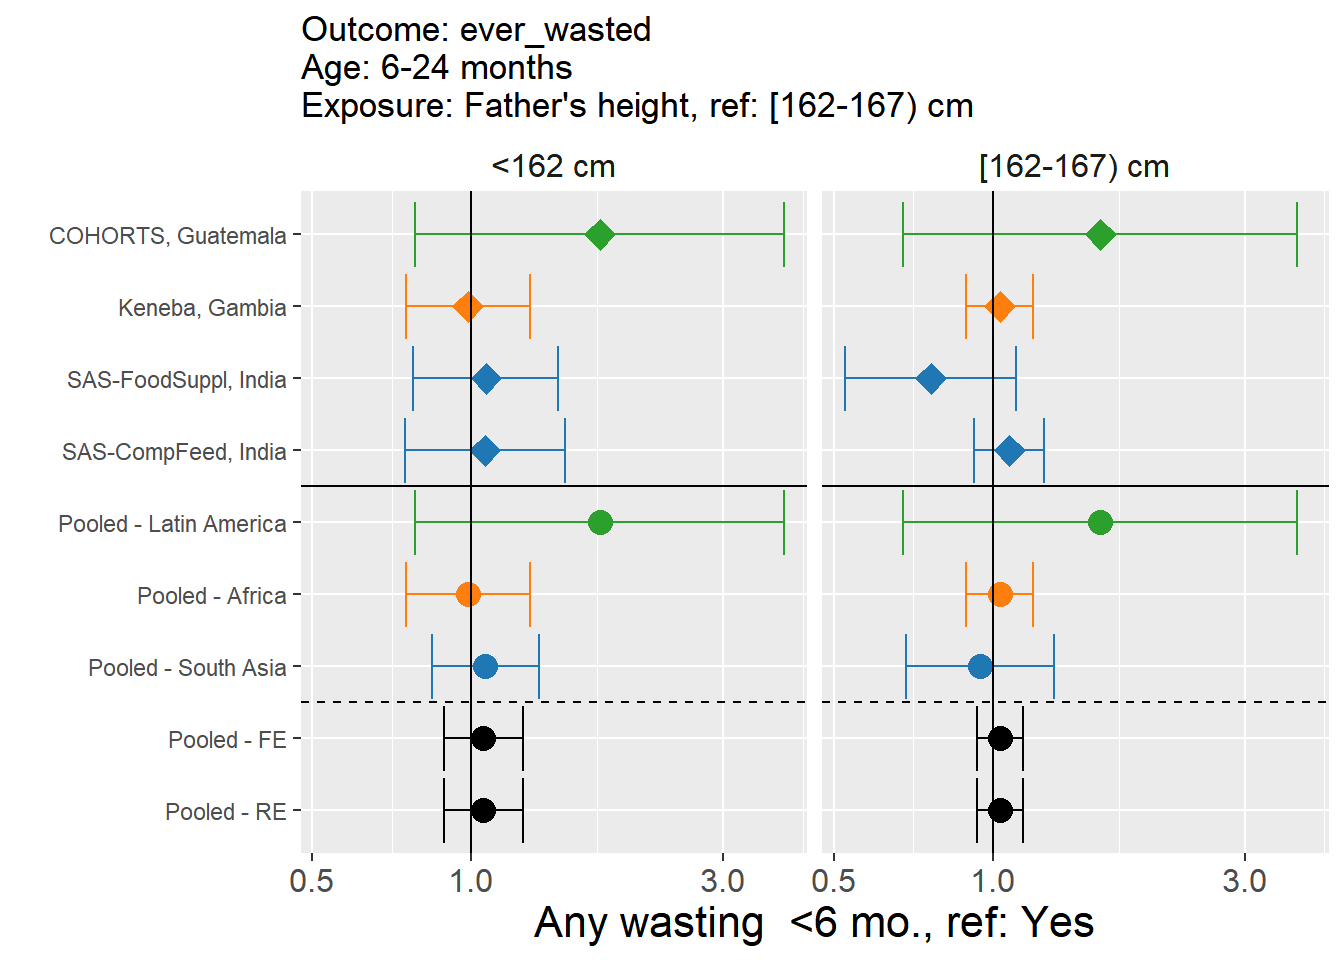 Outcome: ever_wasted
Age: 6-24 months
Exposure: Father's height, ref: [162-167) cm
<162 cm
[162-167) cm
COHORTS, Guatemala
Keneba, Gambia
SAS-FoodSuppl, India
SAS-CompFeed, India
Pooled - Latin America
Pooled - Africa
Pooled - South Asia
Pooled - FE
Pooled - RE
0.5 1.0 3.0 0.5 1.0 3.0
Any wasting  <6 mo., ref: Yes